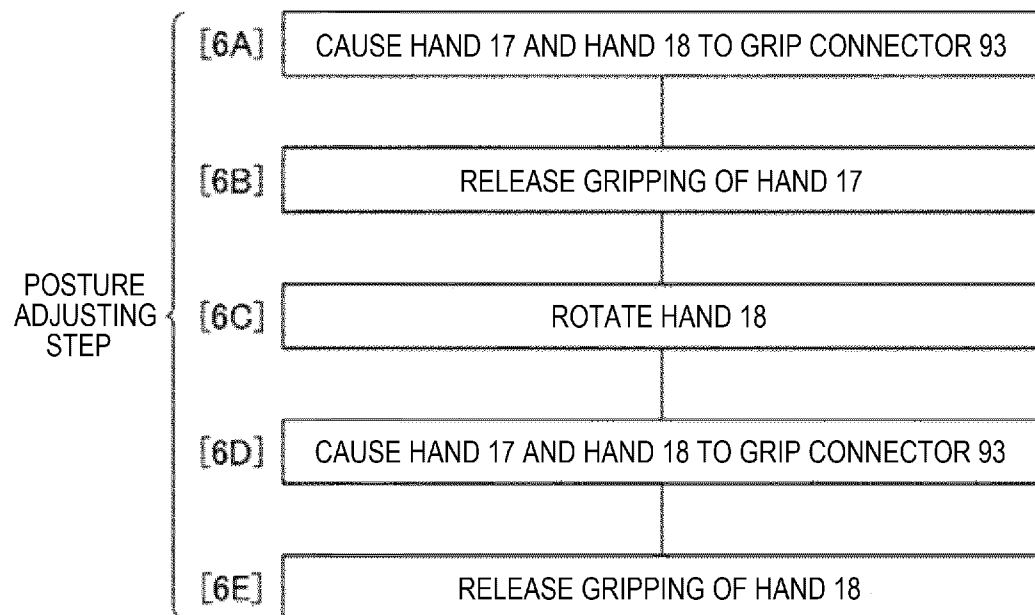 [6A] CAUSE HAND 17 AND HAND 18 TO GRIP CONNECTOR 93
[6B] RELEASE GRIPPING OF HAND 17
POSTURE
ADJUSTING
STEP
[6C] ROTATE HAND 18
[6D] CAUSE HAND 17 AND HAND 18 TO GRIP CONNECTOR 93
[6E] RELEASE GRIPPING OF HAND 18